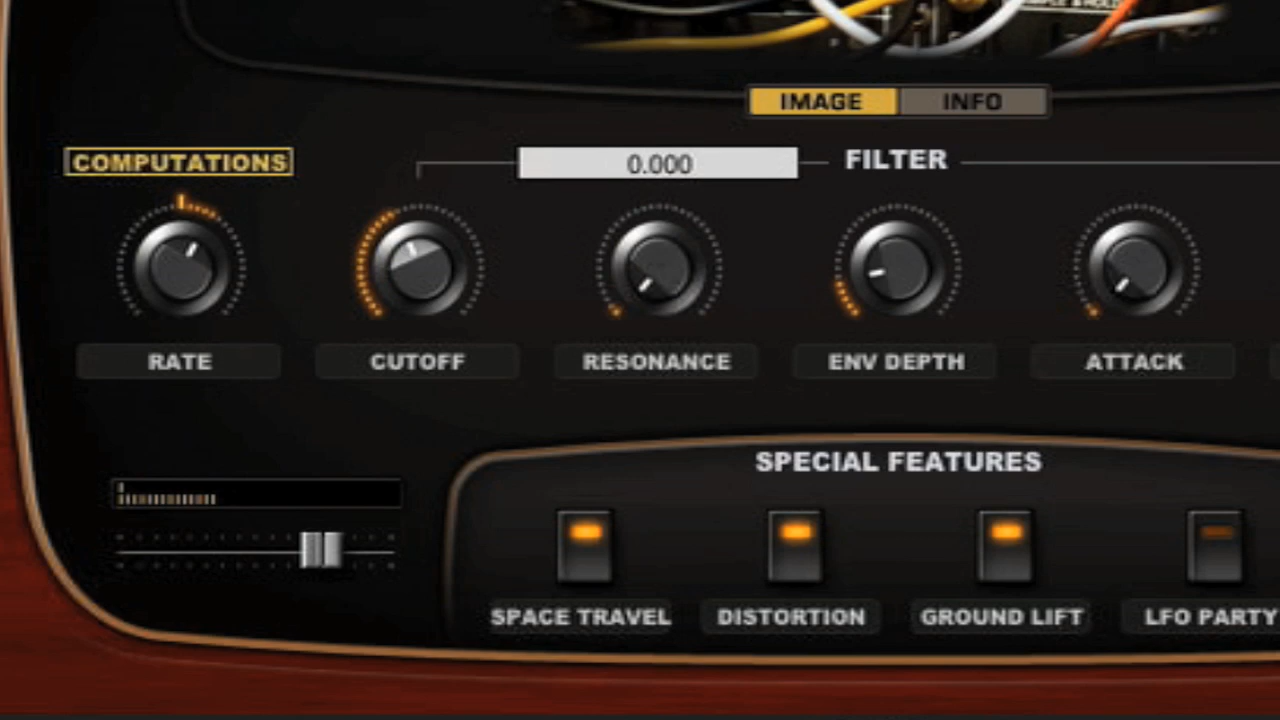 IMAGE INFO
COMPUTATIONS 0.000 FILTER
RATE CUTOFF RESONANCE ENV DEPTH ATTACK
SPECIAL FEATURES
SPACE TRAVEL DISTORTION GROUND LIFT LFO PARTY